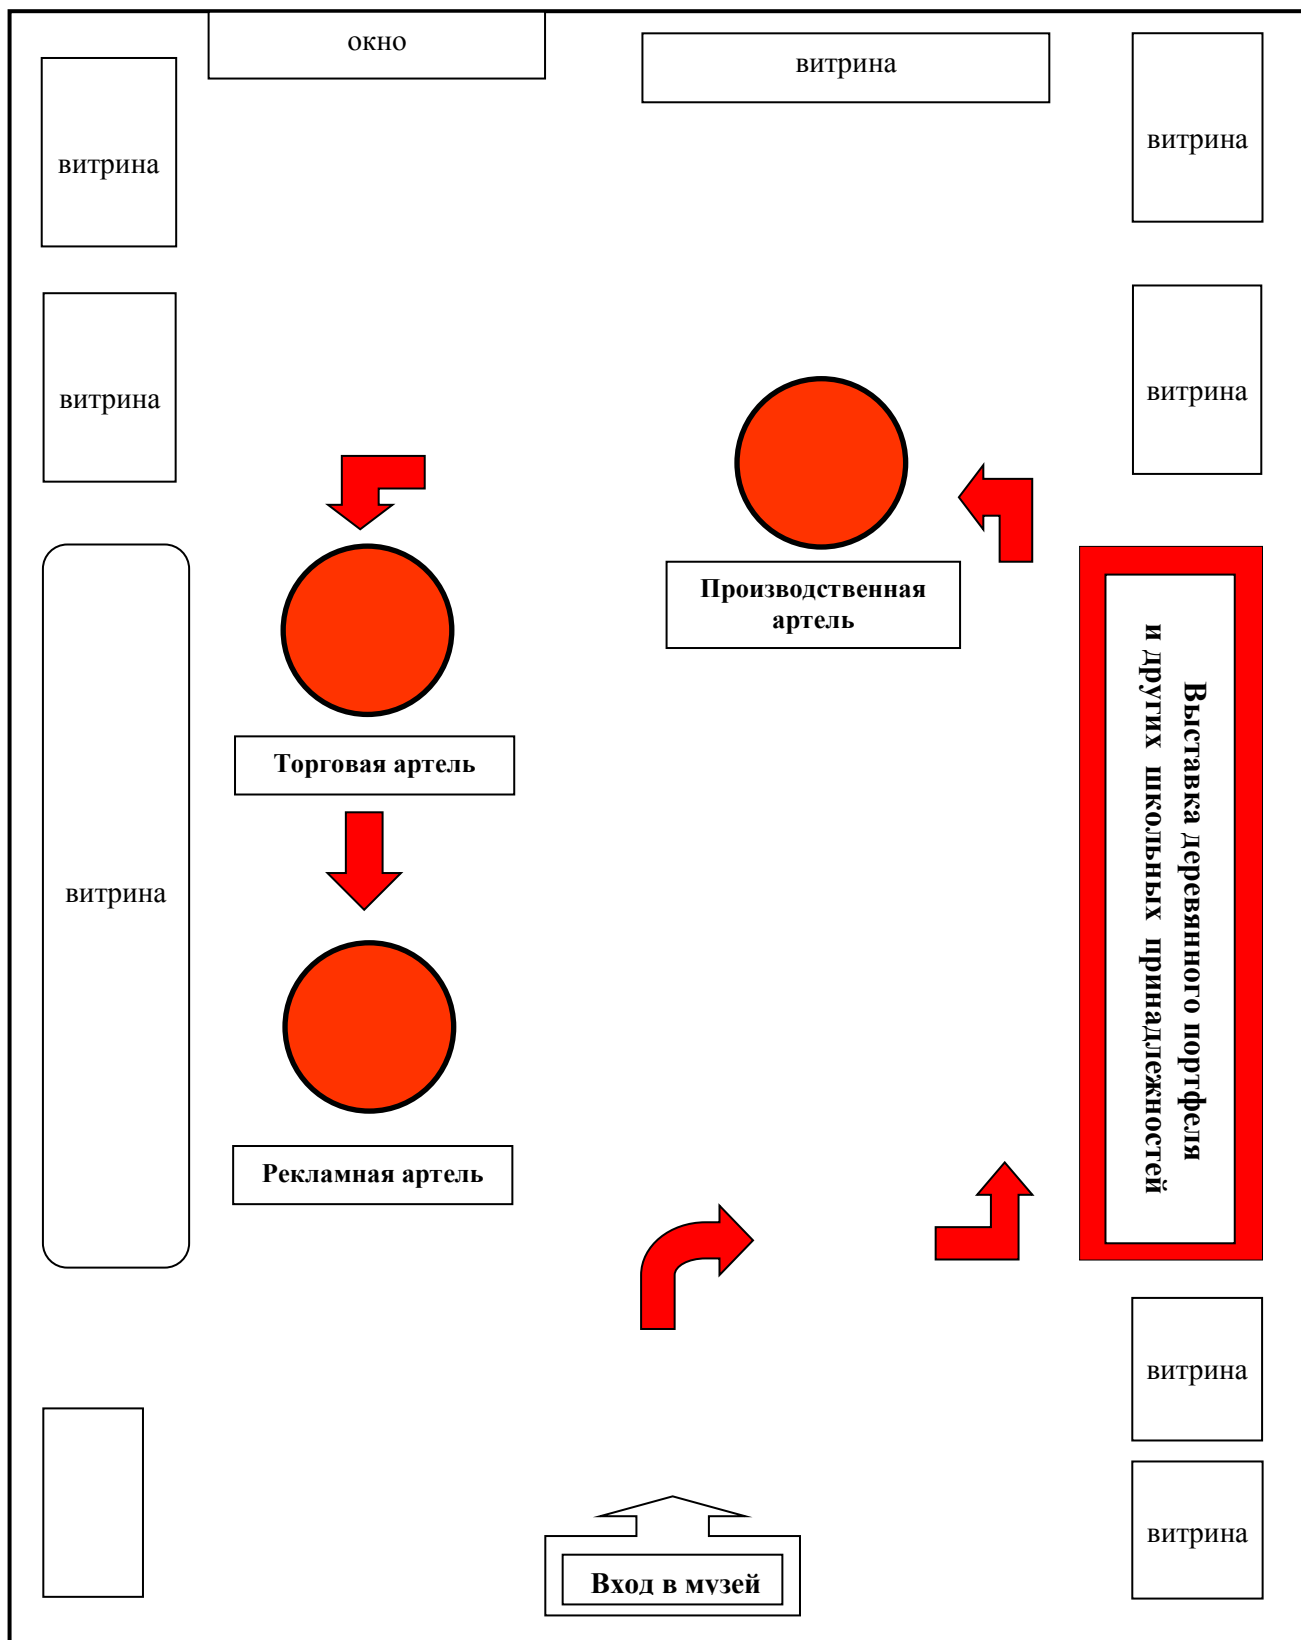 окно
витрина
витрина
витрина
витрина
витрина
витрина
Производственная
артель
Торговая артель
витрина
Выставка деревянного портфеля
и других школьных принадлежностей
Рекламная артель
витрина
витрина
Вход в музей